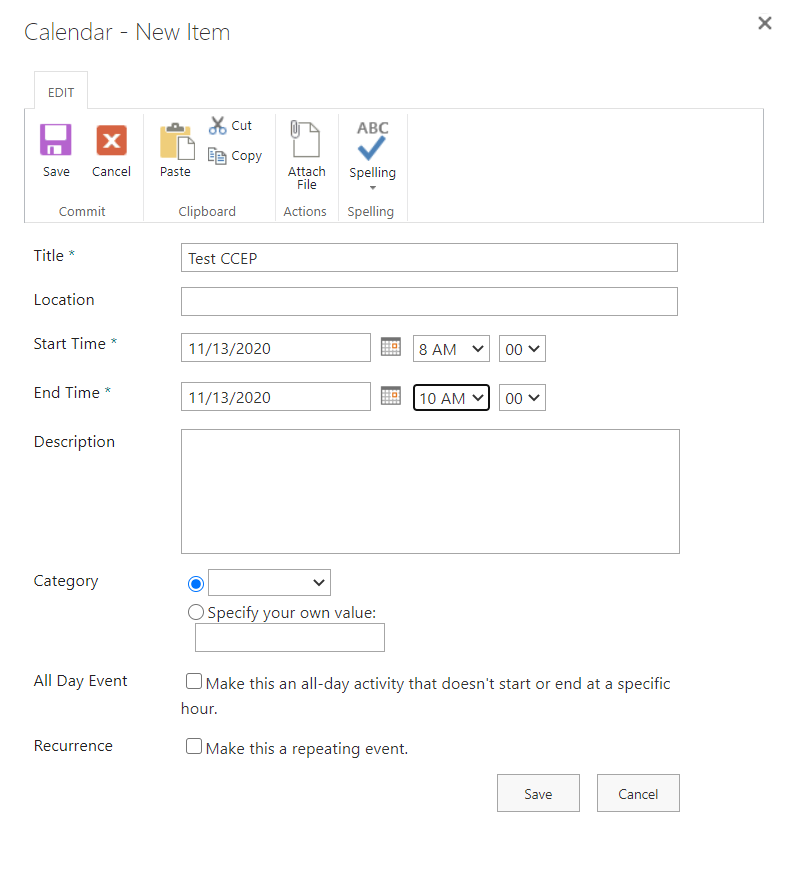 Calendar - New Item
EDIT
Save
Cancel
Paste
Cut
Copy
Attach
File
ABC
Spelling
Commit
Clipboard
Actions
Spelling
Title *
Test CCEP
Location
Start Time *
11/13/2020
8 AM
00
End Time *
11/13/2020
10 AM
00
Description
Category
Specify your own value:
All Day Event
Make this an all-day activity that doesn't start or end at a specific
hour.
Recurrence
Make this a repeating event.
Save
Cancel